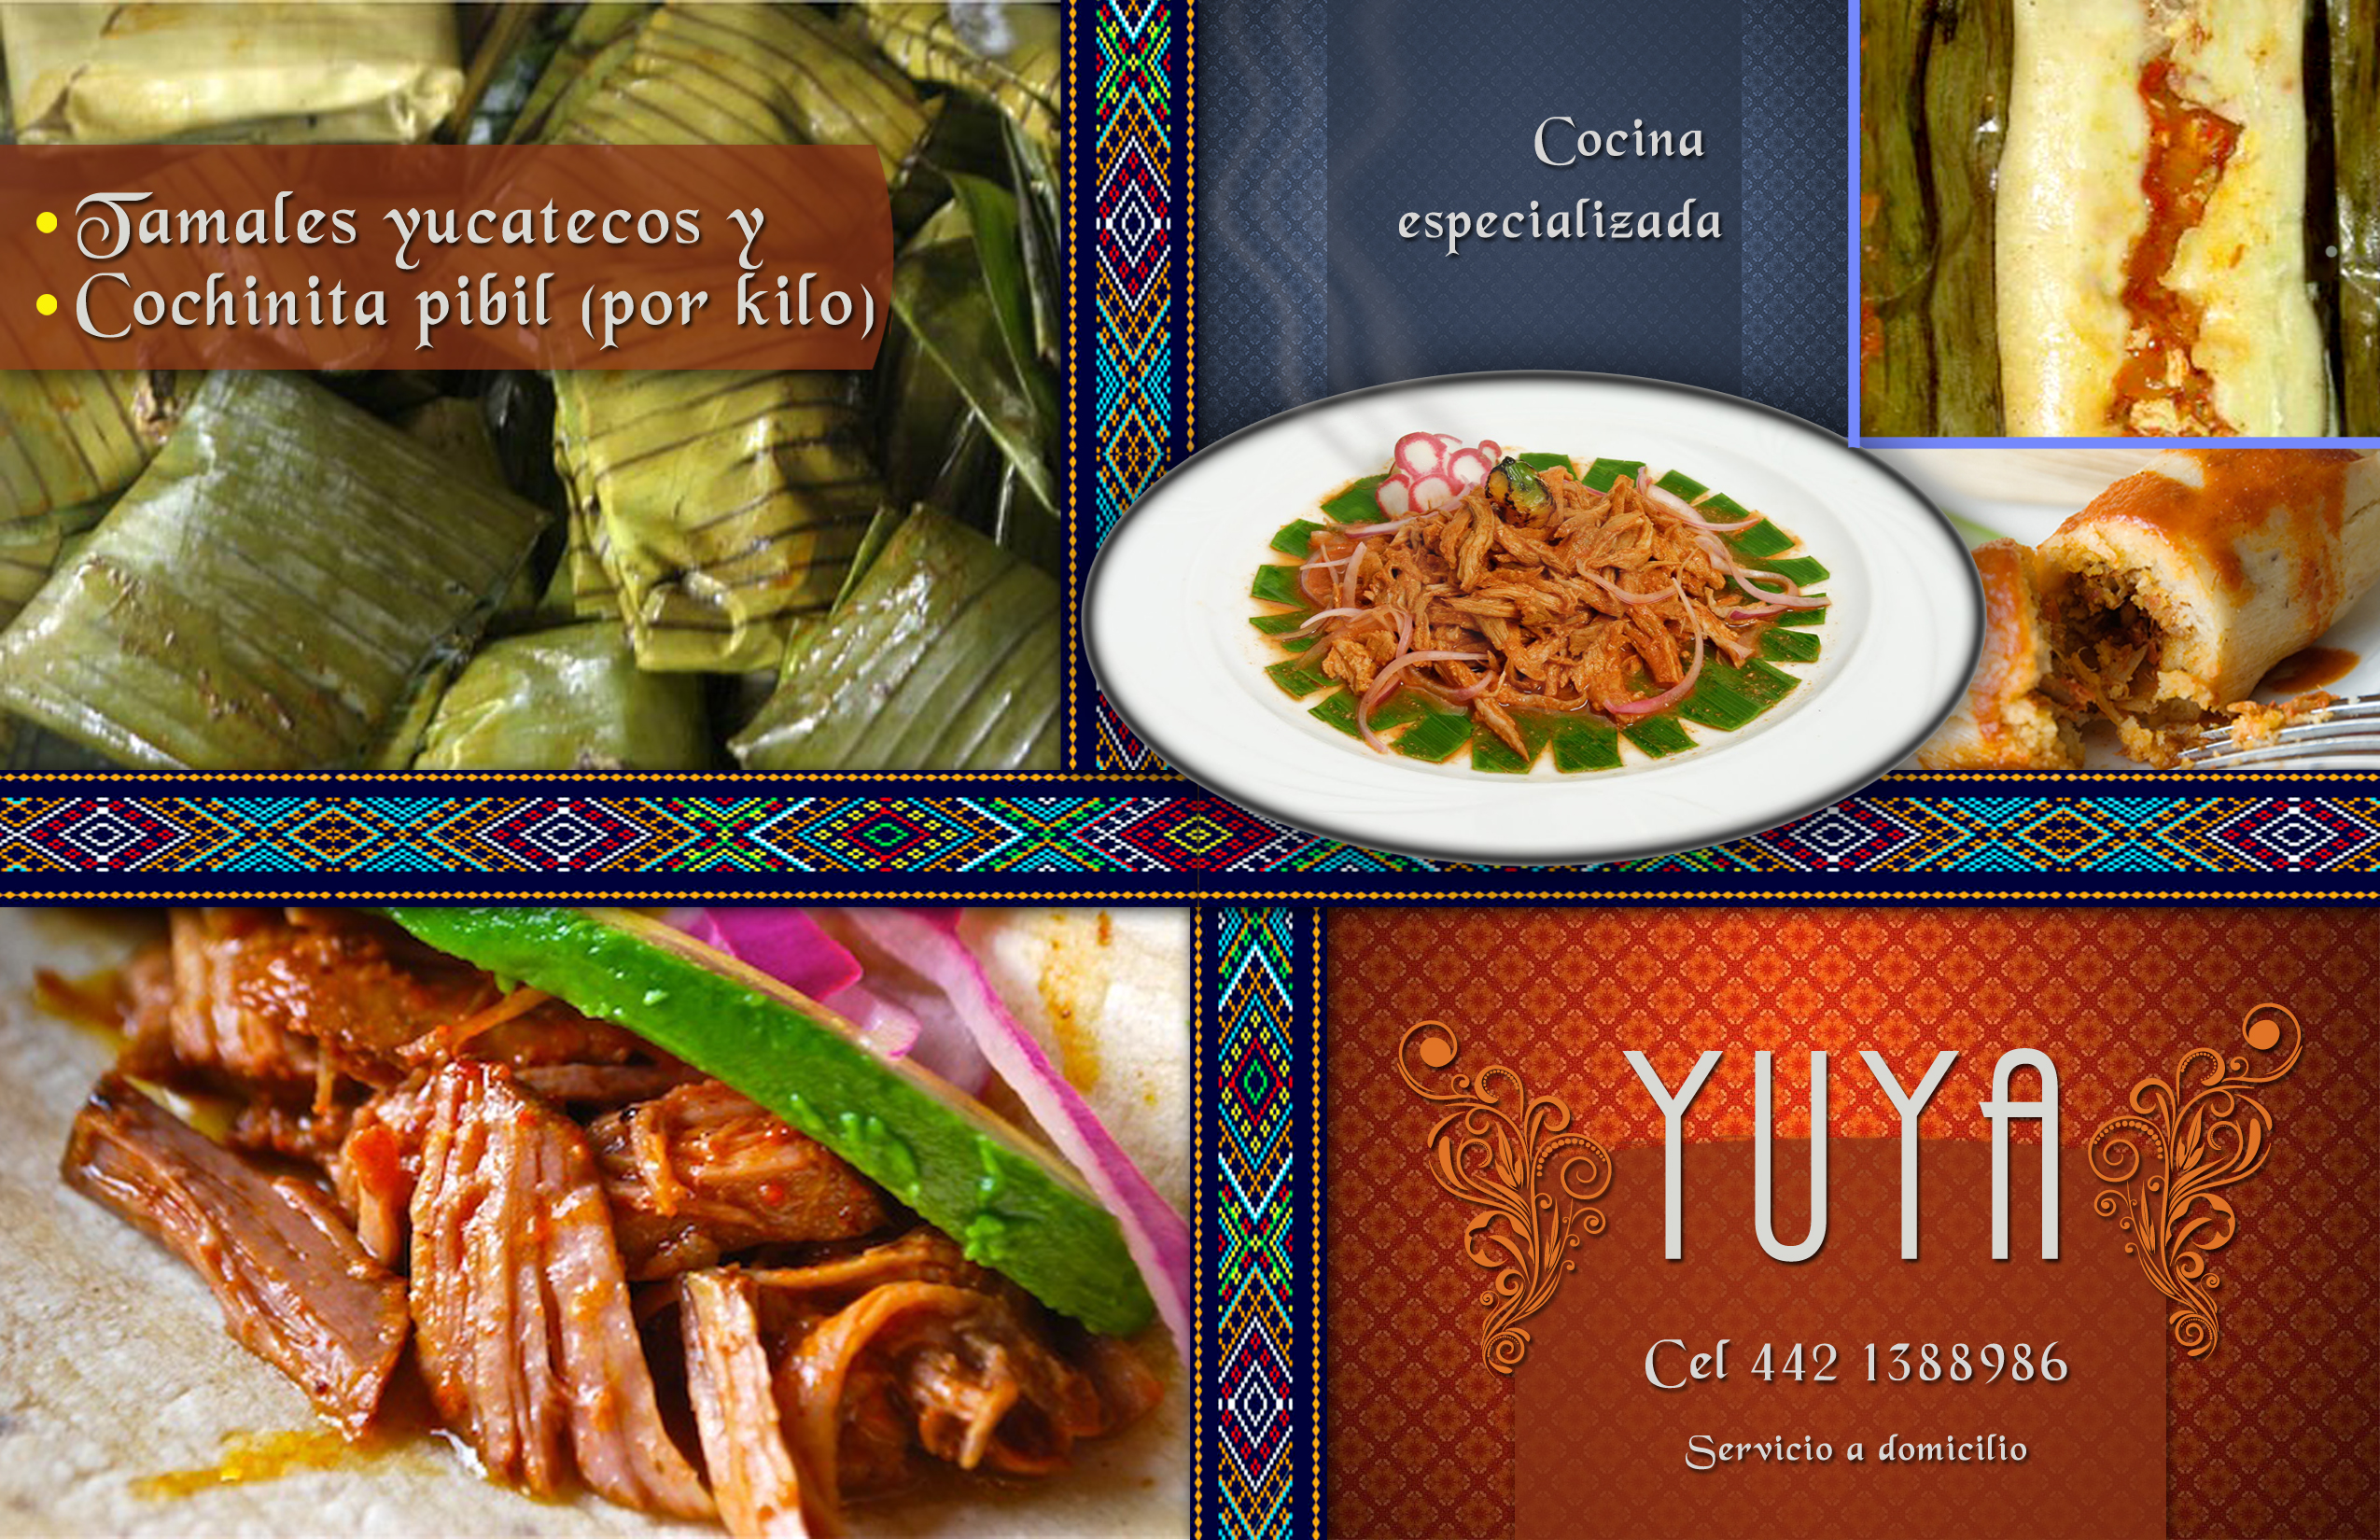 • Tamales yucatecos y
• Cochinita pibil (por kilo)
Cocina
especializada
YUYA
Cel 442 1388986
Servicio a domicilio